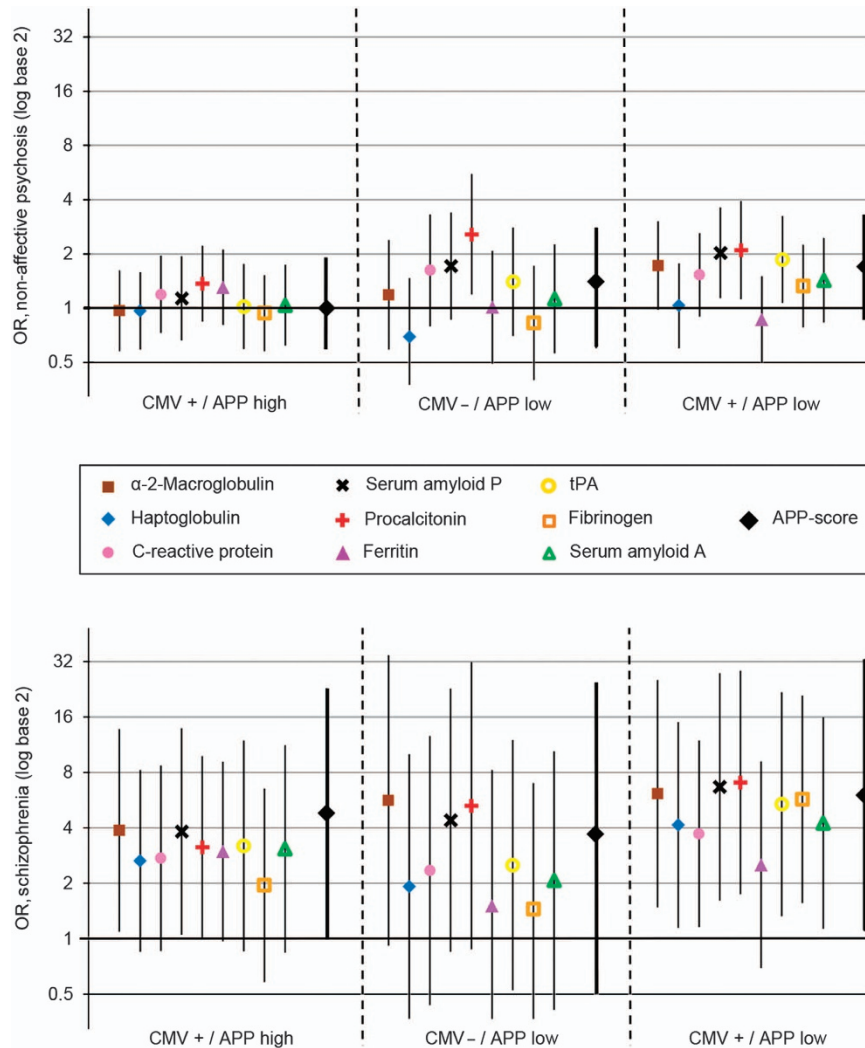 OR, non-affective psychosis (log base 2)
32
16
8
4
2
1
0.5
CMV + / APP high
CMV – / APP low
CMV + / APP low
α-2-Macroglobulin
Serum amyloid P
tPA
Haptoglobulin
Procalcitonin
Fibrinogen
APP-score
C-reactive protein
Ferritin
Serum amyloid A
OR, schizophrenia (log base 2)
32
16
8
4
2
1
0.5
CMV + / APP high
CMV – / APP low
CMV + / APP low